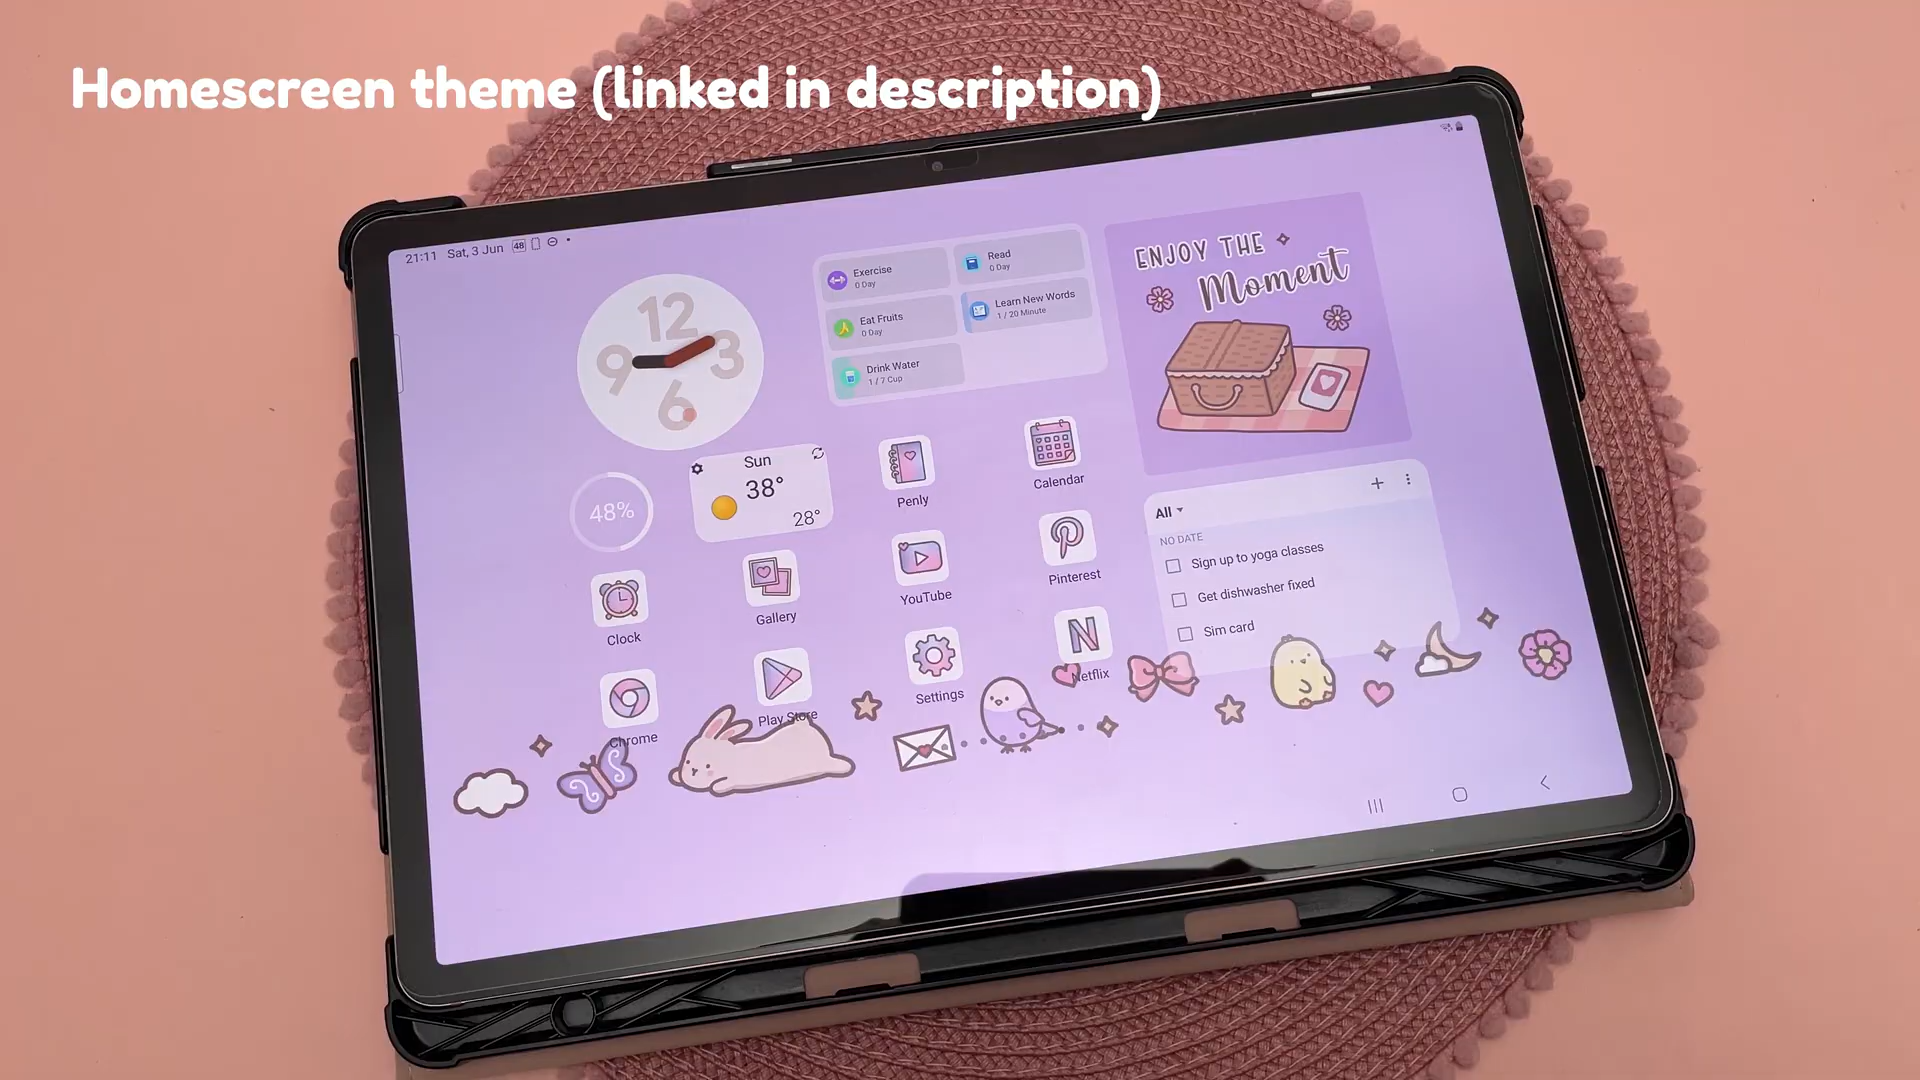 Homescreen theme (linked in description)
21:11 Sat, 3 Jun 48
12
3
6
9
Exercise
0 Day
Read
0 Day
Eat Fruits
0 Day
Learn New Words
1 / 20 Minute
Drink Water
1 / 7 Cup
ENJOY THE
Moment
48%
Sun
38°
28°
Penly
Calendar
Clock
Gallery
YouTube
Pinterest
Chrome
Play Store
Settings
Netflix
All
NO DATE
Sign up to yoga classes
Get dishwasher fixed
Sim card